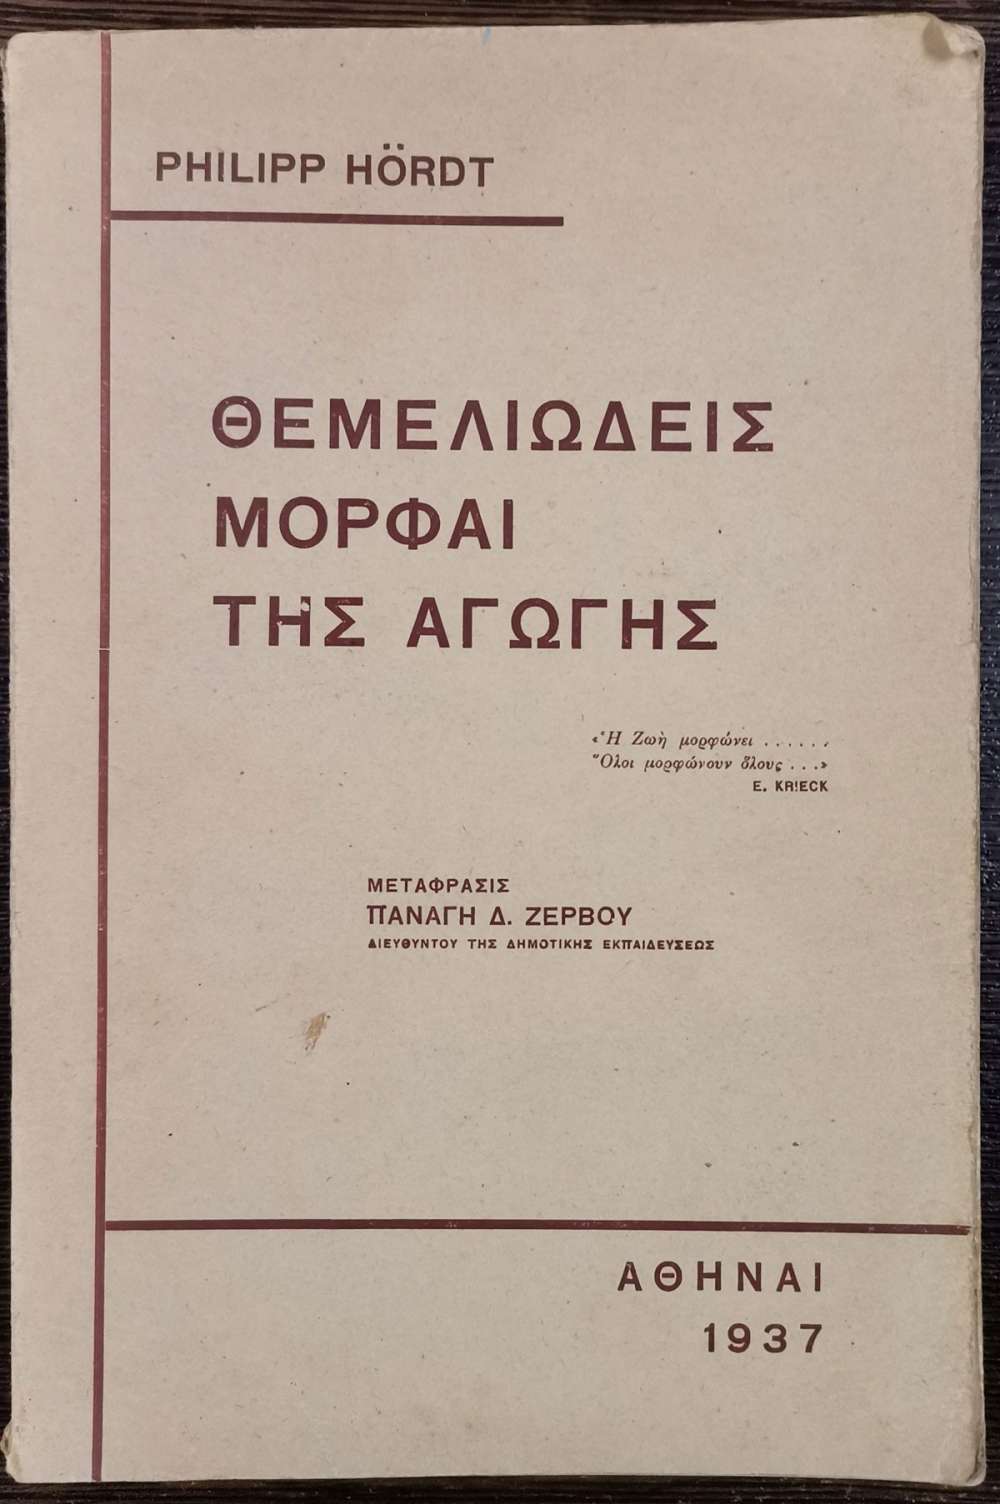 PHILIPP HÖRDT
ΘΕΜΕΛΙΩΔΕΙΣ
ΜΟΡΦΑΙ
ΤΗΣ ΑΓΩΓΗΣ
«Ἡ Ζωὴ μορφώνει ......
Ὅλοι μορφώνουν ὅλους ...»
E. KRIECK
ΜΕΤΑΦΡΑΣΙΣ
ΠΑΝΑΓΗ Δ. ΖΕΡΒΟΥ
ΔΙΕΥΘΥΝΤΟΥ ΤΗΣ ΔΗΜΟΤΙΚΗΣ ΕΚΠΑΙΔΕΥΣΕΩΣ
ΑΘΗΝΑΙ
1937